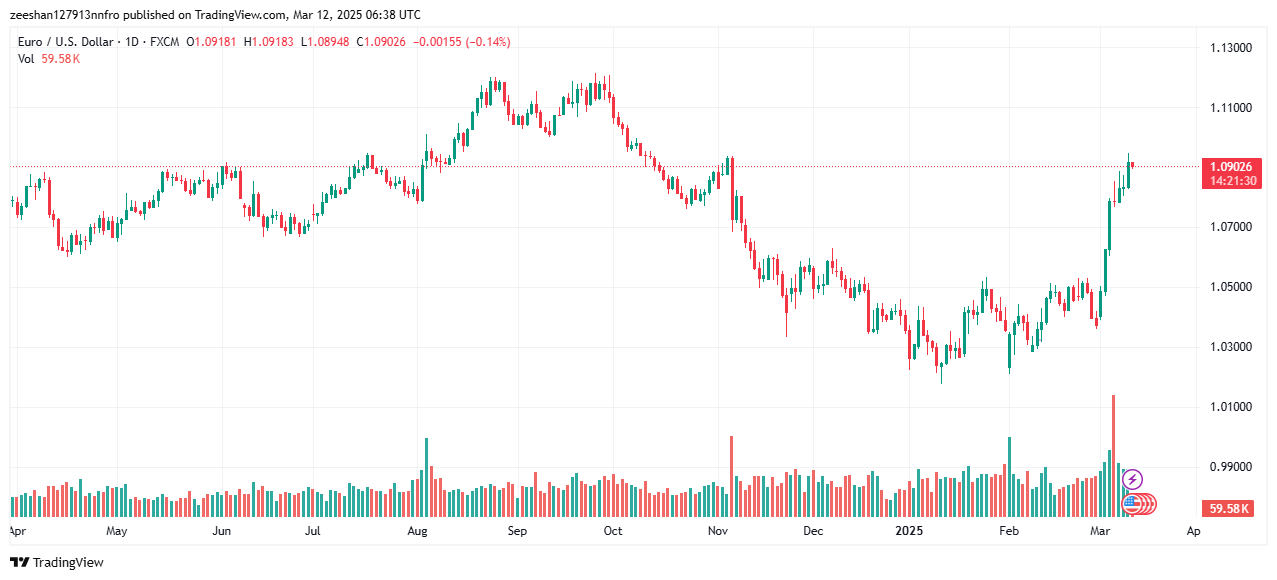 zeeshan127913nnfro published on TradingView.com, Mar 12, 2025 06:38 UTC
Euro / U.S. Dollar · 1D · FXCM O1.09181 H1.09183 L1.08948 C1.09026 −0.00155 (−0.14%)
Vol 59.58K
1.13000
1.11000
1.09026
14:21:30
1.07000
1.05000
1.03000
1.01000
0.99000
59.58K
Apr May Jun Jul Aug Sep Oct Nov Dec 2025 Feb Mar Ap
TradingView